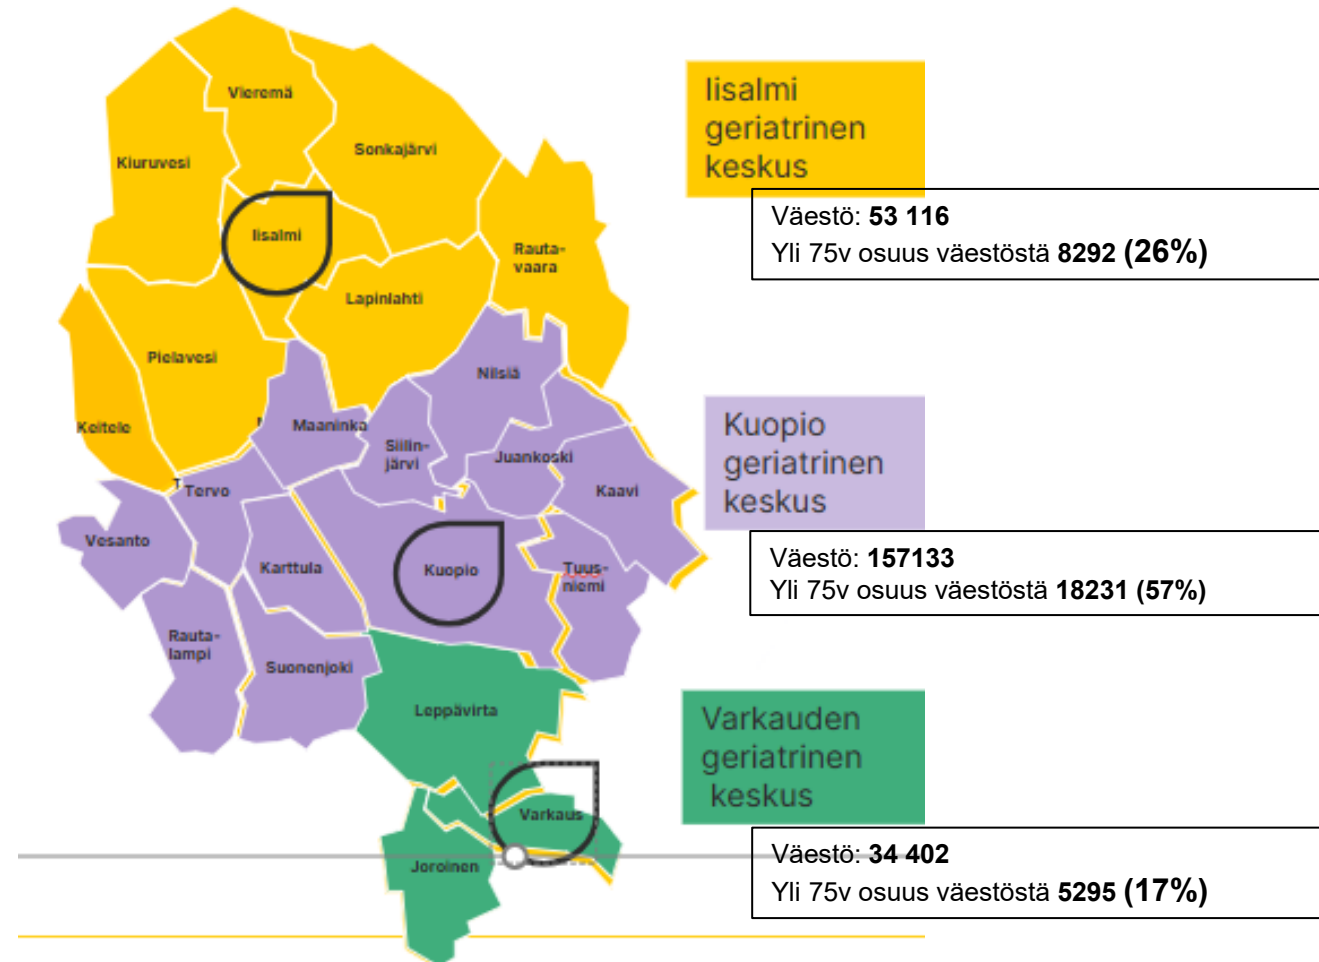 Vieremä
Kiuruvesi
Sonkajärvi
Iisalmi
Rauta-
vaara
Lapinlahti
Pielavesi
Keitele
Nilsiä
Maaninka
Siilin-
järvi
Juankoski
T
Tervo
Kaavi
Vesanto
Karttula
Kuopio
Tuus-
niemi
Rauta-
lampi
Suonenjoki
Leppävirta
Varkaus
Joroinen
Iisalmi
geriatrinen
keskus
Väestö: 53 116
Yli 75v osuus väestöstä 8292 (26%)
Kuopio
geriatrinen
keskus
Väestö: 157133
Yli 75v osuus väestöstä 18231 (57%)
Varkauden
geriatrinen
keskus
Väestö: 34 402
Yli 75v osuus väestöstä 5295 (17%)